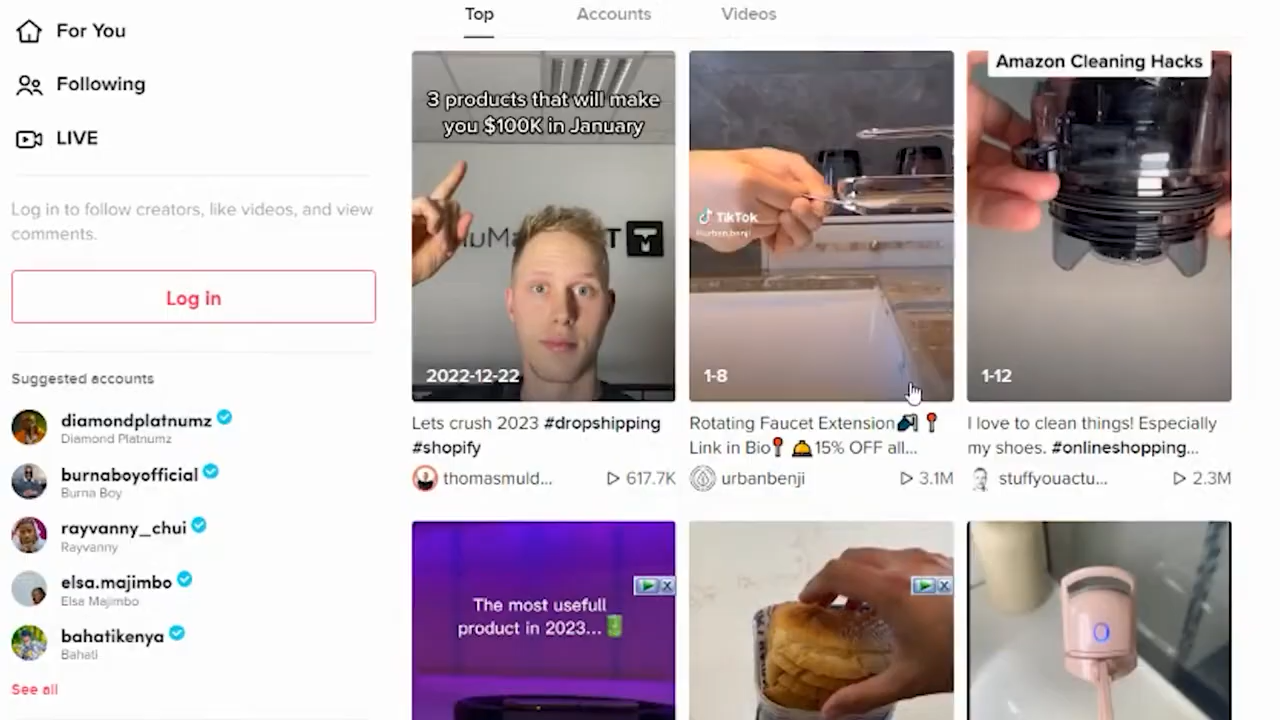 Top
Accounts
Videos
For You
Following
LIVE
Log in to follow creators, like videos, and view
comments.
Log in
Suggested accounts
diamondplatnumz
Diamond Platnumz
burnaboyofficial
Burna Boy
rayvanny_chui
Rayvanny
elsa.majimbo
Elsa Majimbo
bahatikenya
Bahati
See all
3 products that will make
you $100K in January
2022-12-22
Lets crush 2023 #dropshipping
#shopify
thomasmuld...
617.7K
TikTok
1-8
Rotating Faucet Extension
Link in Bio 15% OFF all...
urbanbenji
3.1M
Amazon Cleaning Hacks
1-12
I love to clean things! Especially
my shoes. #onlineshopping...
stuffyouactu...
2.3M
The most usefull
product in 2023...